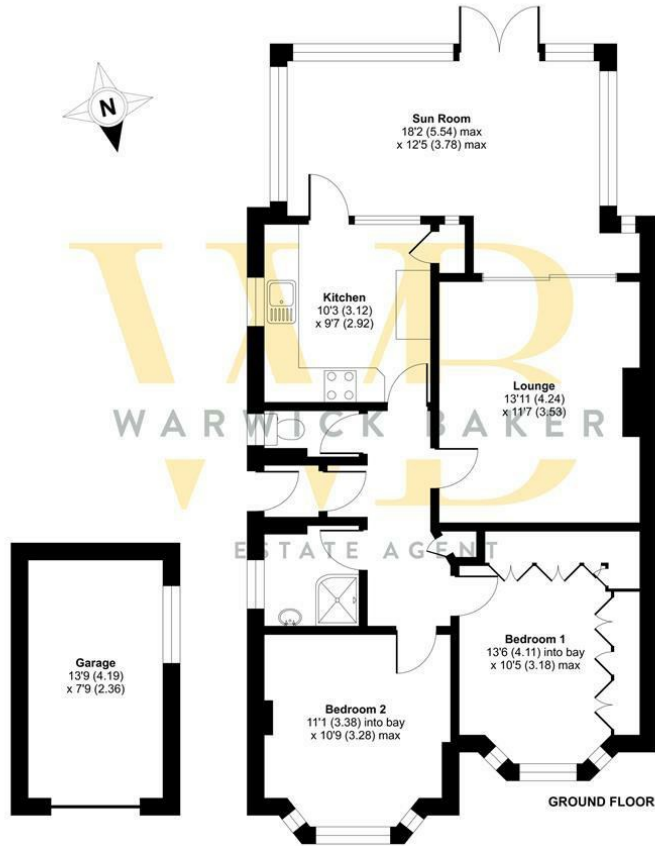 N
Sun Room
18'2 (5.54) max
x 12'5 (3.78) max
Kitchen
10'3 (3.12)
x 9'7 (2.92)
Lounge
13'11 (4.24)
x 11'7 (3.53)
WB
WARWICK BAKER
ESTATE AGENT
Garage
13'9 (4.19)
x 7'9 (2.36)
Bedroom 1
13'6 (4.11) into bay
x 10'5 (3.18) max
Bedroom 2
11'1 (3.38) into bay
x 10'9 (3.28) max
GROUND FLOOR